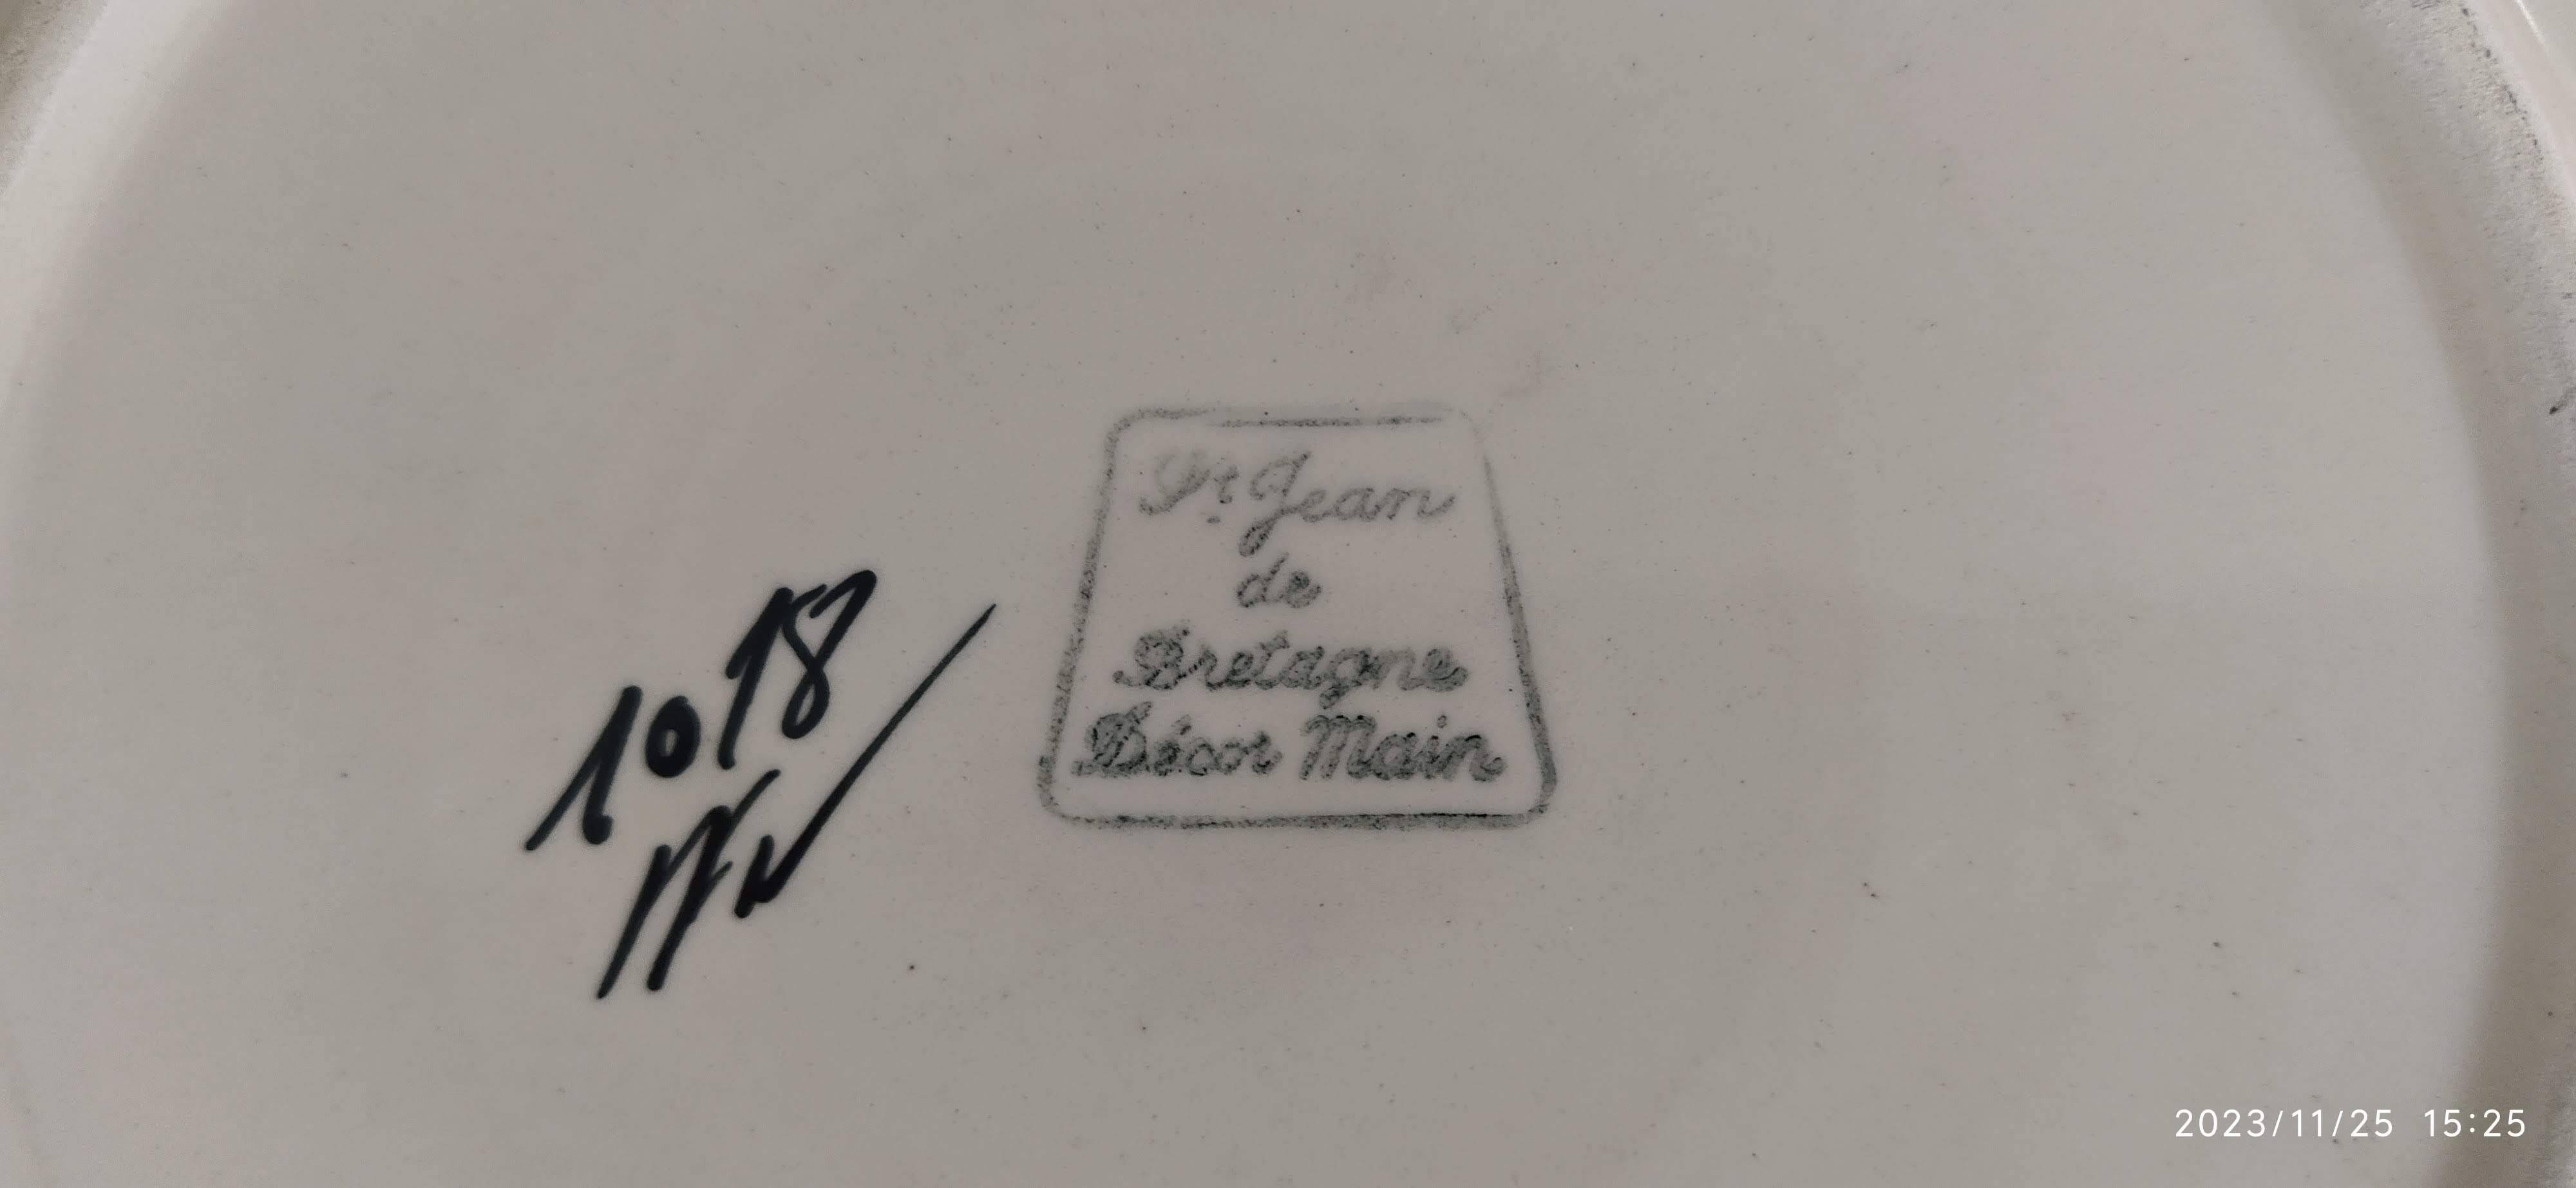 St Jean
de
Bretagne
Décor Main
1018
2023/11/25 15:25